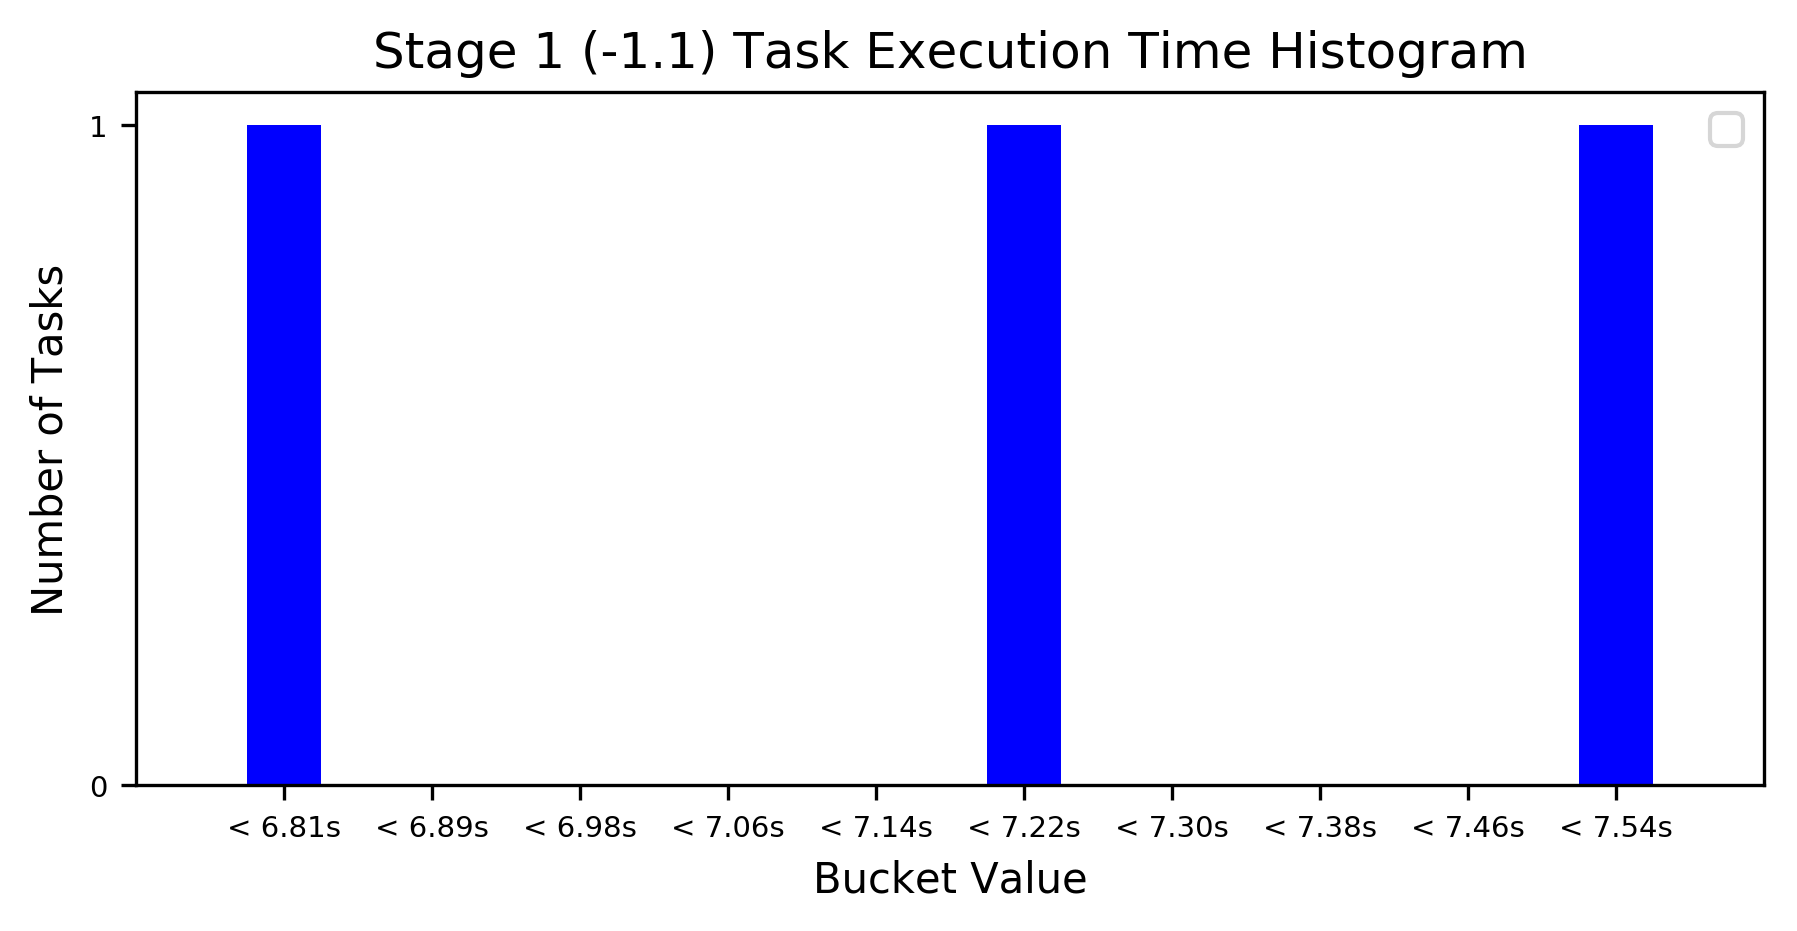 Stage 1 (-1.1) Task Execution Time Histogram
Number of Tasks
1
0
< 6.81s < 6.89s < 6.98s < 7.06s < 7.14s < 7.22s < 7.30s < 7.38s < 7.46s < 7.54s
Bucket Value